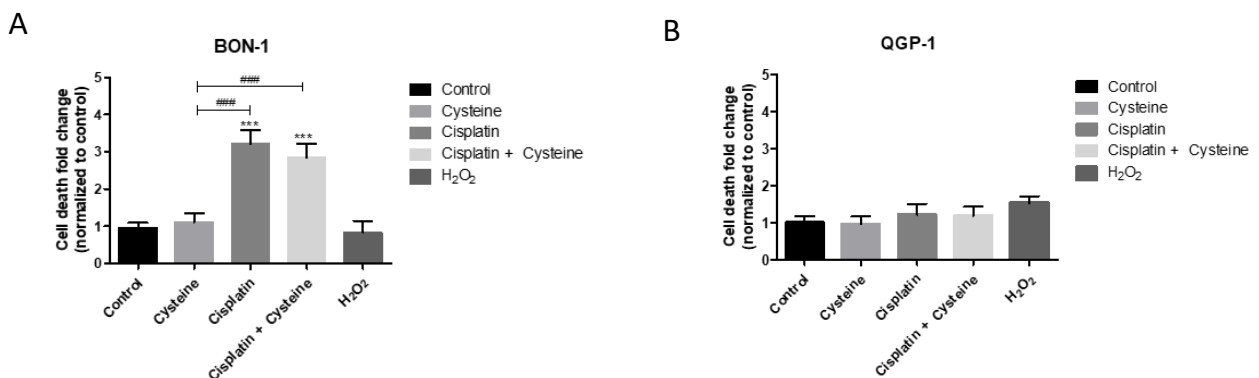 A
BON-1
Cell death fold change
(normalized to control)
5
4
3
2
1
0
###
###
***
***
Control
Cysteine
Cisplatin
Cisplatin + Cysteine
H₂O₂
Control
Cysteine
Cisplatin
Cisplatin + Cysteine
H₂O₂
B
QGP-1
Cell death fold change
(normalized to control)
5
4
3
2
1
0
Control
Cysteine
Cisplatin
Cisplatin + Cysteine
H₂O₂
Control
Cysteine
Cisplatin
Cisplatin + Cysteine
H₂O₂